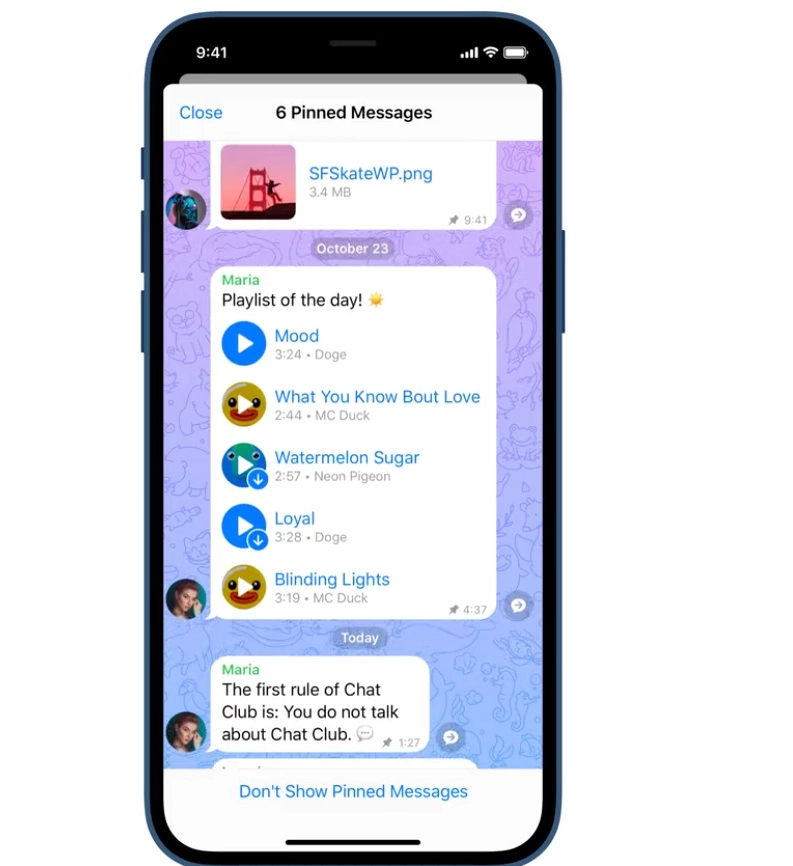 9:41
Close
6 Pinned Messages
SFSkateWP.png
3.4 MB
9:41
October 23
Maria
Playlist of the day! ☀️
Mood
3:24 • Doge
What You Know Bout Love
2:44 • MC Duck
Watermelon Sugar
2:57 • Neon Pigeon
Loyal
3:28 • Doge
Blinding Lights
3:19 • MC Duck
4:37
Today
Maria
The first rule of Chat
Club is: You do not talk
about Chat Club. 💬
1:27
Don't Show Pinned Messages